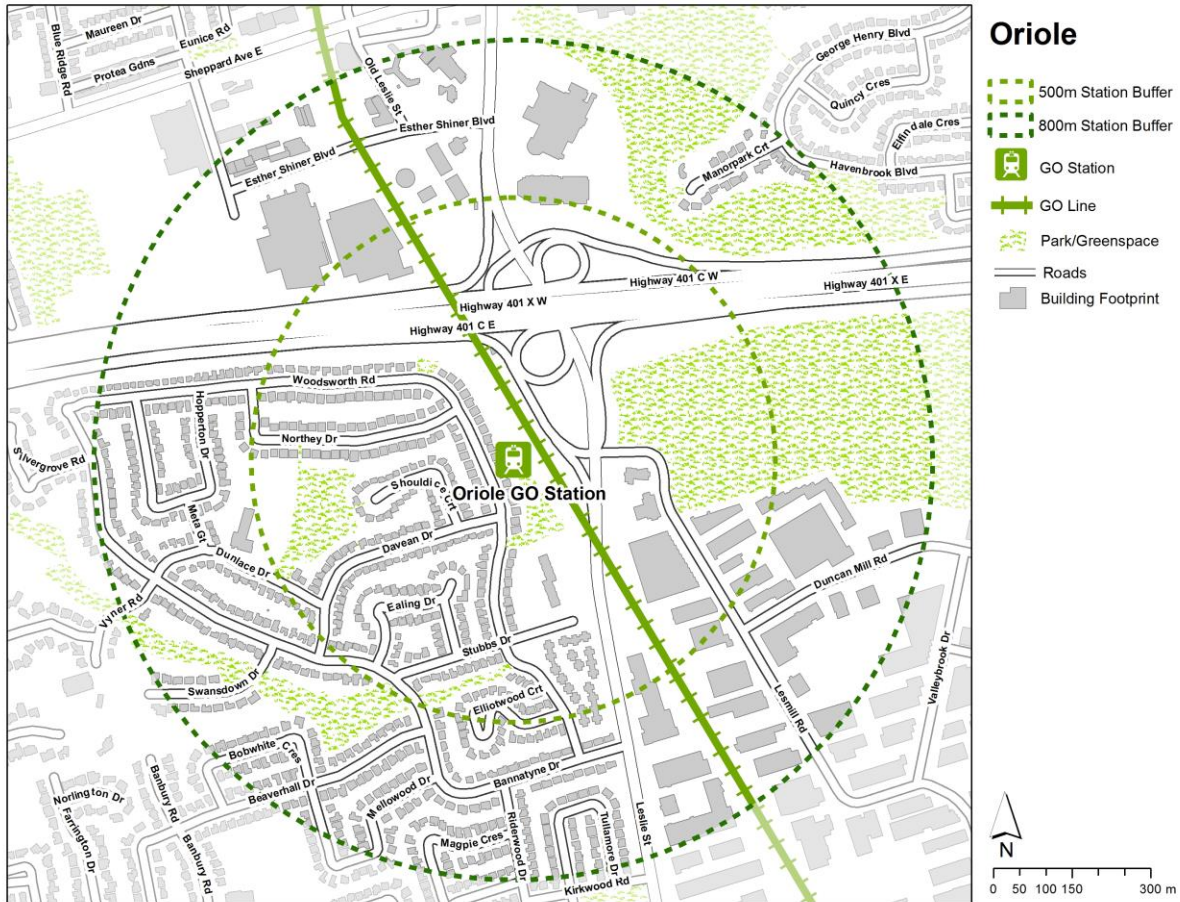 Maureen Dr
Blue Ridge Rd
Protea Gdns
Eunice Rd
Sheppard Ave E
Old Leslie St
Esther Shiner Blvd
Esther Shiner Blvd
George Henry Blvd
Quincy Cres
Elfindale Cres
Manorpark Crt
Havenbrook Blvd
Highway 401 C W
Highway 401 X W
Highway 401 X E
Highway 401 C E
Woodsworth Rd
Hopperton Dr
Northey Dr
Silvergrove Rd
Shouldice Crt
Oriole GO Station
Meta Gt
Davean Dr
Dunlace Dr
Duncan Mill Rd
Vyner Rd
Ealing Dr
Stubbs Dr
Valleybrook Dr
Swansdown Dr
Elliotwood Crt
Lesmill Rd
Bobwhite Cres
Bannatyne Dr
Banbury Rd
Beaverhall Dr
Mellowood Dr
Norlington Dr
Farrington Dr
Banbury Rd
Magpie Cres
Riderwood Dr
Tullamore Dr
Leslie St
Kirkwood Rd
Oriole
500m Station Buffer
800m Station Buffer
GO Station
GO Line
Park/Greenspace
Roads
Building Footprint
N
0 50 100 150 300 m